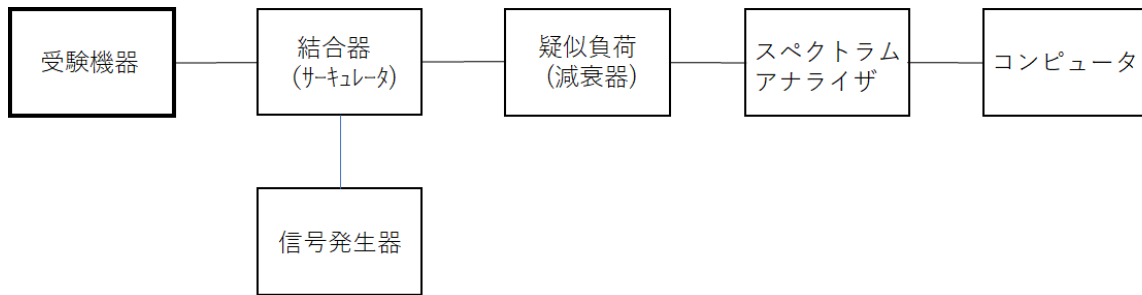 受験機器
結合器
(ｻｰｷｭﾚｰﾀ)
疑似負荷
(減衰器)
スペクトラム
アナライザ
コンピュータ
信号発生器